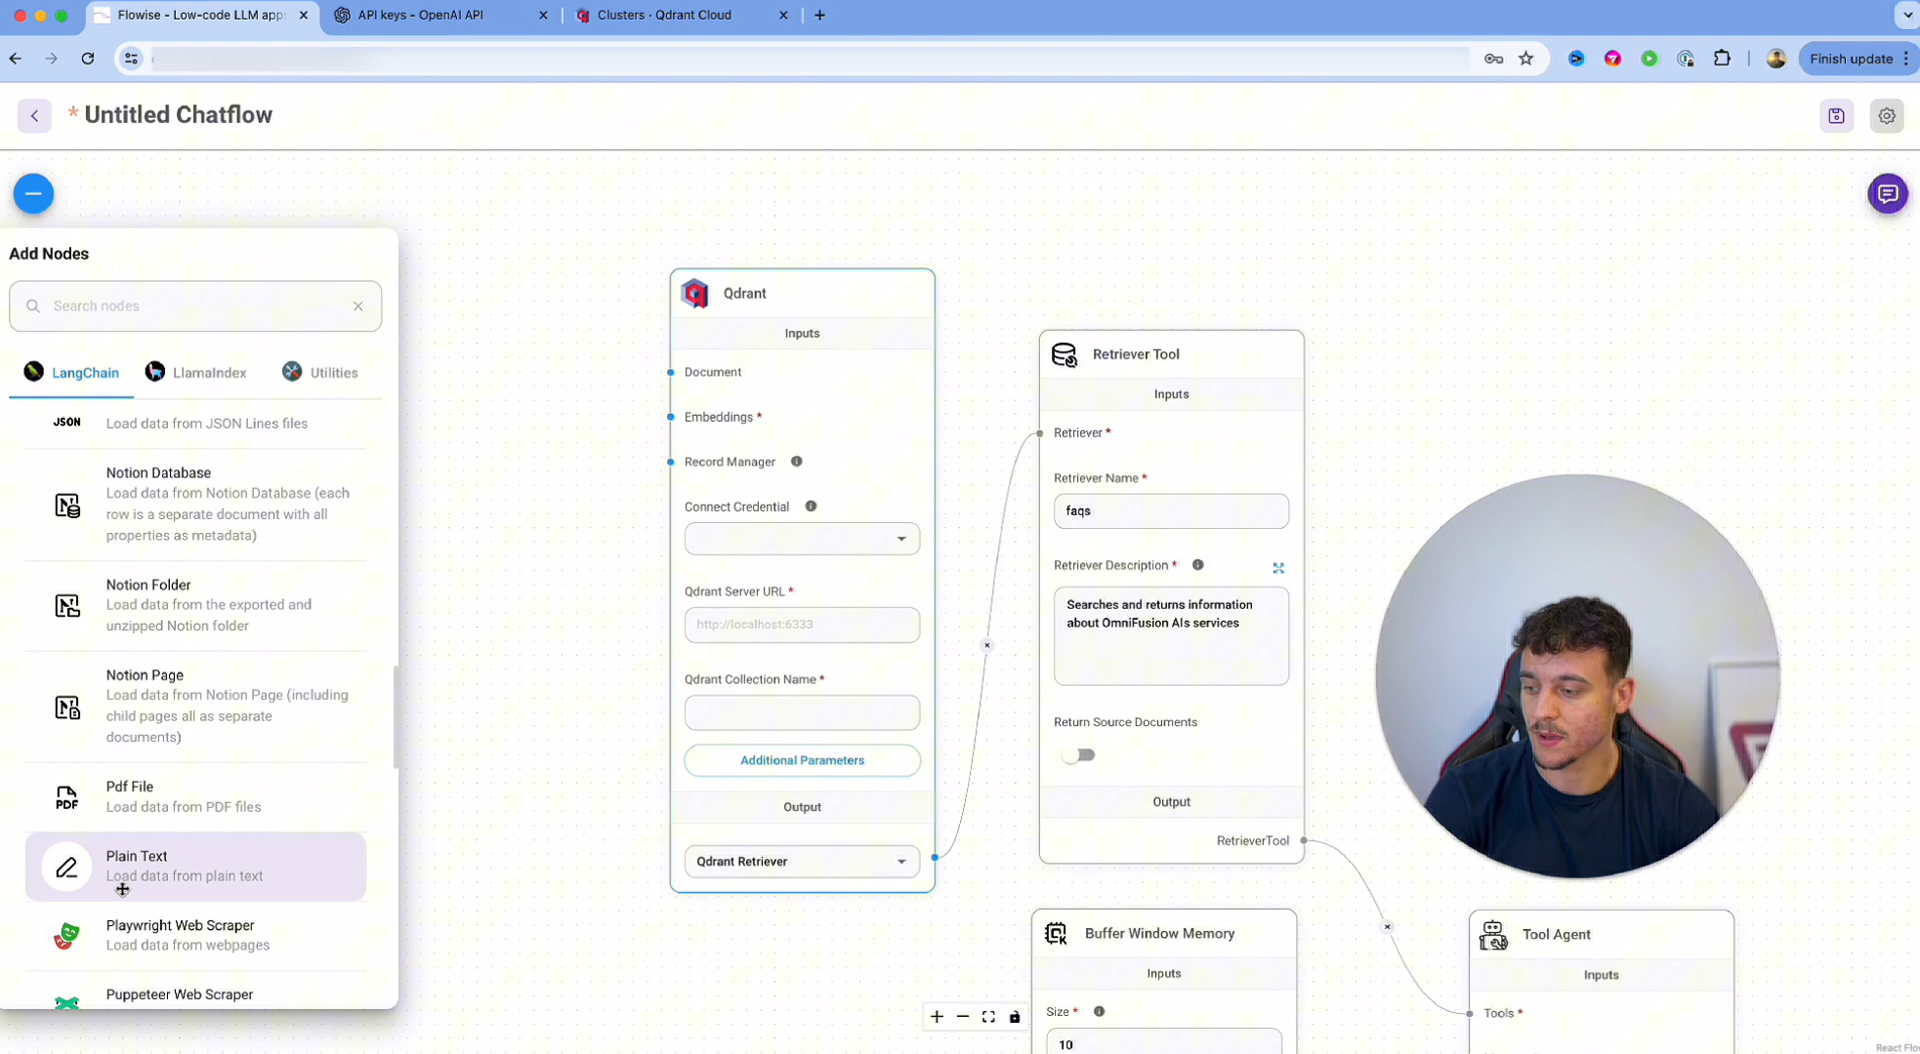 Flowise - Low-code LLM apps
API keys - OpenAI API
Clusters · Qdrant Cloud
Finish update
* Untitled Chatflow
Add Nodes
Search nodes
LangChain
LlamaIndex
Utilities
JSON
Load data from JSON Lines files
Notion Database
Load data from Notion Database (each
row is a separate document with all
properties as metadata)
Notion Folder
Load data from the exported and
unzipped Notion folder
Notion Page
Load data from Notion Page (including
child pages all as separate
documents)
PDF
Pdf File
Load data from PDF files
Plain Text
Load data from plain text
Playwright Web Scraper
Load data from webpages
Puppeteer Web Scraper
Qdrant
Inputs
Document
Embeddings *
Record Manager
Connect Credential
Qdrant Server URL *
http://localhost:6333
Qdrant Collection Name *
Additional Parameters
Output
Qdrant Retriever
Retriever Tool
Inputs
Retriever *
Retriever Name *
faqs
Retriever Description *
Searches and returns information
about OmniFusion AIs services
Return Source Documents
Output
RetrieverTool
Buffer Window Memory
Inputs
Size *
10
Tool Agent
Inputs
Tools *
React Flow